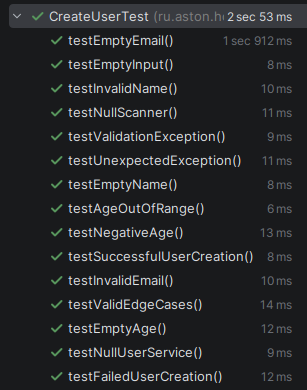 CreateUserTest (ru.aston.h 2 sec 53 ms
testEmptyEmail() 1 sec 912 ms
testEmptyInput() 8 ms
testInvalidName() 10 ms
testNullScanner() 11 ms
testValidationException() 9 ms
testUnexpectedException() 11 ms
testEmptyName() 8 ms
testAgeOutOfRange() 6 ms
testNegativeAge() 13 ms
testSuccessfulUserCreation() 8 ms
testInvalidEmail() 10 ms
testValidEdgeCases() 14 ms
testEmptyAge() 12 ms
testNullUserService() 9 ms
testFailedUserCreation() 12 ms